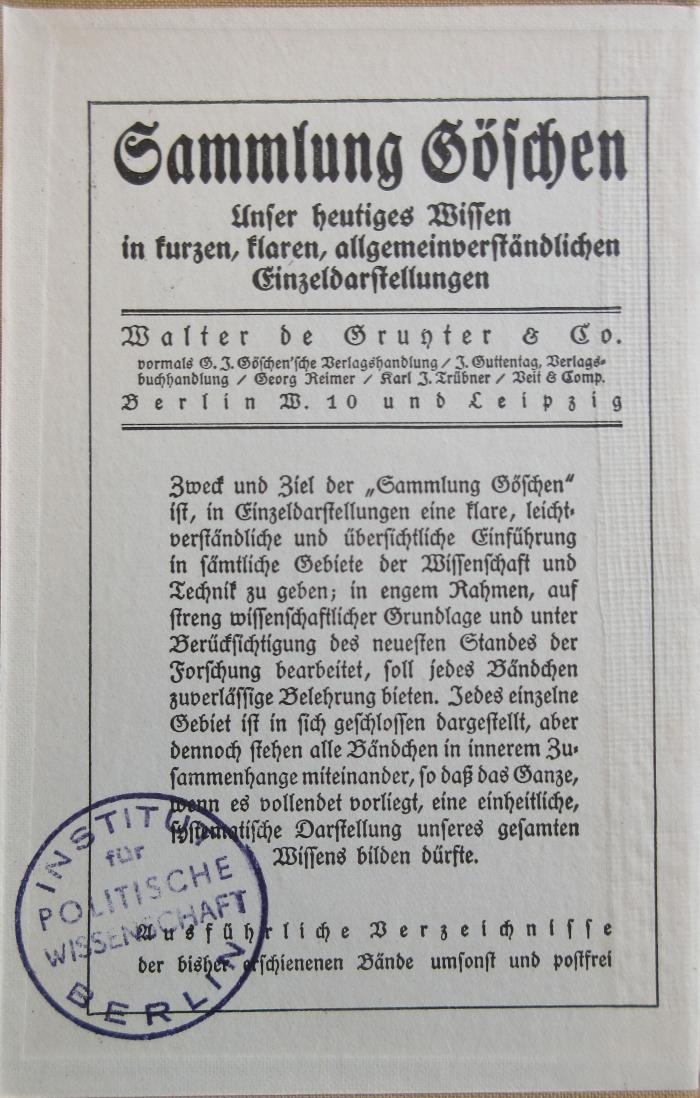 Sammlung Göschen
Unser heutiges Wissen
in kurzen, klaren, allgemeinverständlichen
Einzeldarstellungen
Walter de Gruyter & Co.
vormals G. J. Göschen'sche Verlagshandlung / J. Guttentag, Verlags-
buchhandlung / Georg Reimer / Karl J. Trübner / Veit & Comp.
Berlin W. 10 und Leipzig
Zweck und Ziel der „Sammlung Göschen“
ist, in Einzeldarstellungen eine klare, leicht-
verständliche und übersichtliche Einführung
in sämtliche Gebiete der Wissenschaft und
Technik zu geben; in engem Rahmen, auf
streng wissenschaftlicher Grundlage und unter
Berücksichtigung des neuesten Standes der
Forschung bearbeitet, soll jedes Bändchen
zuverlässige Belehrung bieten. Jedes einzelne
Gebiet ist in sich geschlossen dargestellt, aber
dennoch stehen alle Bändchen in innerem Zu-
sammenhange miteinander, so daß das Ganze,
wenn es vollendet vorliegt, eine einheitliche,
systematische Darstellung unseres gesamten
Wissens bilden dürfte.
Ausführliche Verzeichnisse
der bisher erschienenen Bände umsonst und postfrei
INSTITUT
für
POLITISCHE
WISSENSCHAFT
BERLIN